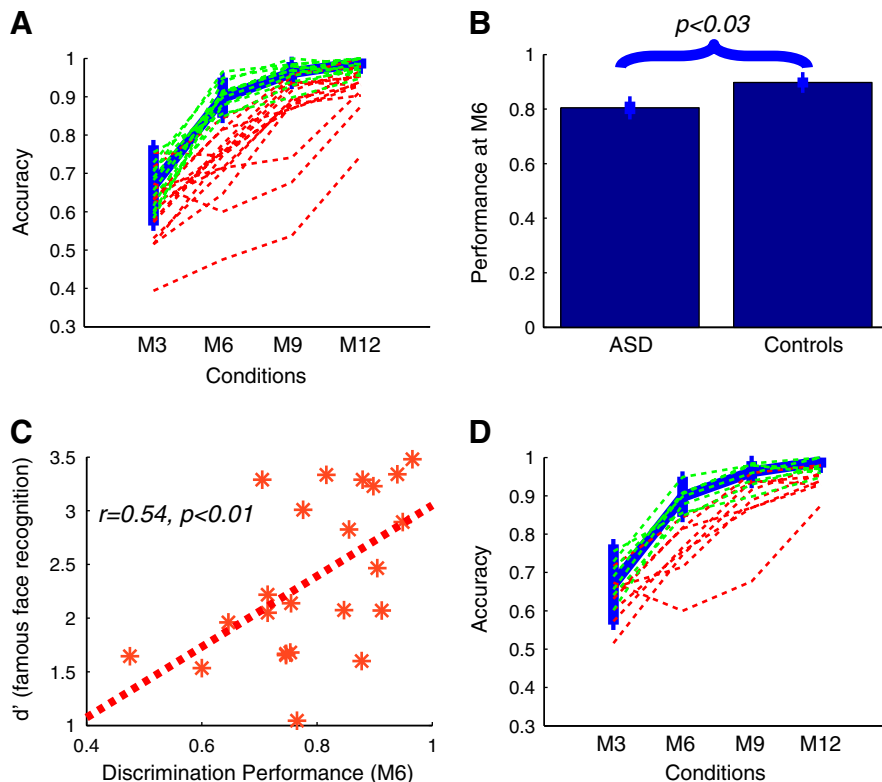 A
Accuracy
1
0.9
0.8
0.7
0.6
0.5
0.4
0.3
M3 M6 M9 M12
Conditions
B
p<0.03
Performance at M6
1
0.8
0.6
0.4
0.2
0
ASD Controls
C
d' (famous face recognition)
3.5
3
2.5
2
1.5
1
r=0.54, p<0.01
0.4 0.6 0.8 1
Discrimination Performance (M6)
D
Accuracy
1
0.9
0.8
0.7
0.6
0.5
0.4
0.3
M3 M6 M9 M12
Conditions